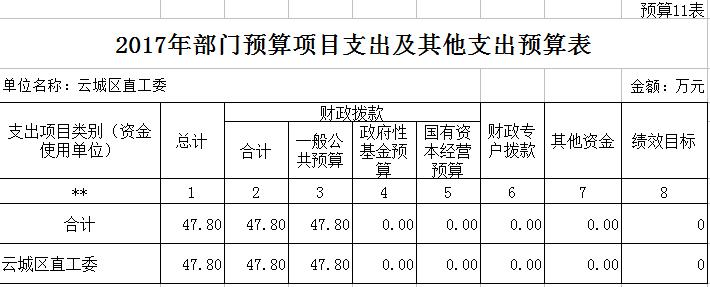 预算11表
2017年部门预算项目支出及其他支出预算表
单位名称：云城区直工委 金额：万元
支出项目类别（资金使用单位） 总计 财政拨款 财政专户拨款 其他资金 绩效目标
合计 一般公共预算 政府性基金预算 国有资本经营预算
** 1 2 3 4 5 6 7 8
合计 47.80 47.80 47.80 0.00 0.00 0.00 0.00 0
云城区直工委 47.80 47.80 47.80 0.00 0.00 0.00 0.00 0